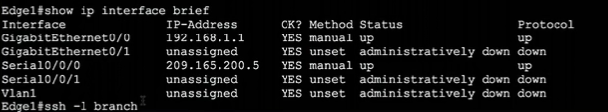 Edge1#show ip interface brief
Interface IP-Address OK? Method Status Protocol
GigabitEthernet0/0 192.168.1.1 YES manual up up
GigabitEthernet0/1 unassigned YES unset administratively down down
Serial0/0/0 209.165.200.5 YES manual up up
Serial0/0/1 unassigned YES unset administratively down down
Vlan1 unassigned YES unset administratively down down
Edge1#ssh -l branch